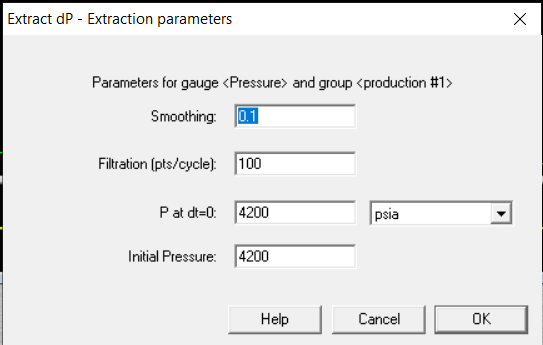 Extract dP - Extraction parameters
Parameters for gauge <Pressure> and group <production #1>
Smoothing: 0.1
Filtration (pts/cycle): 100
P at dt=0: 4200 psia
Initial Pressure: 4200
Help Cancel OK